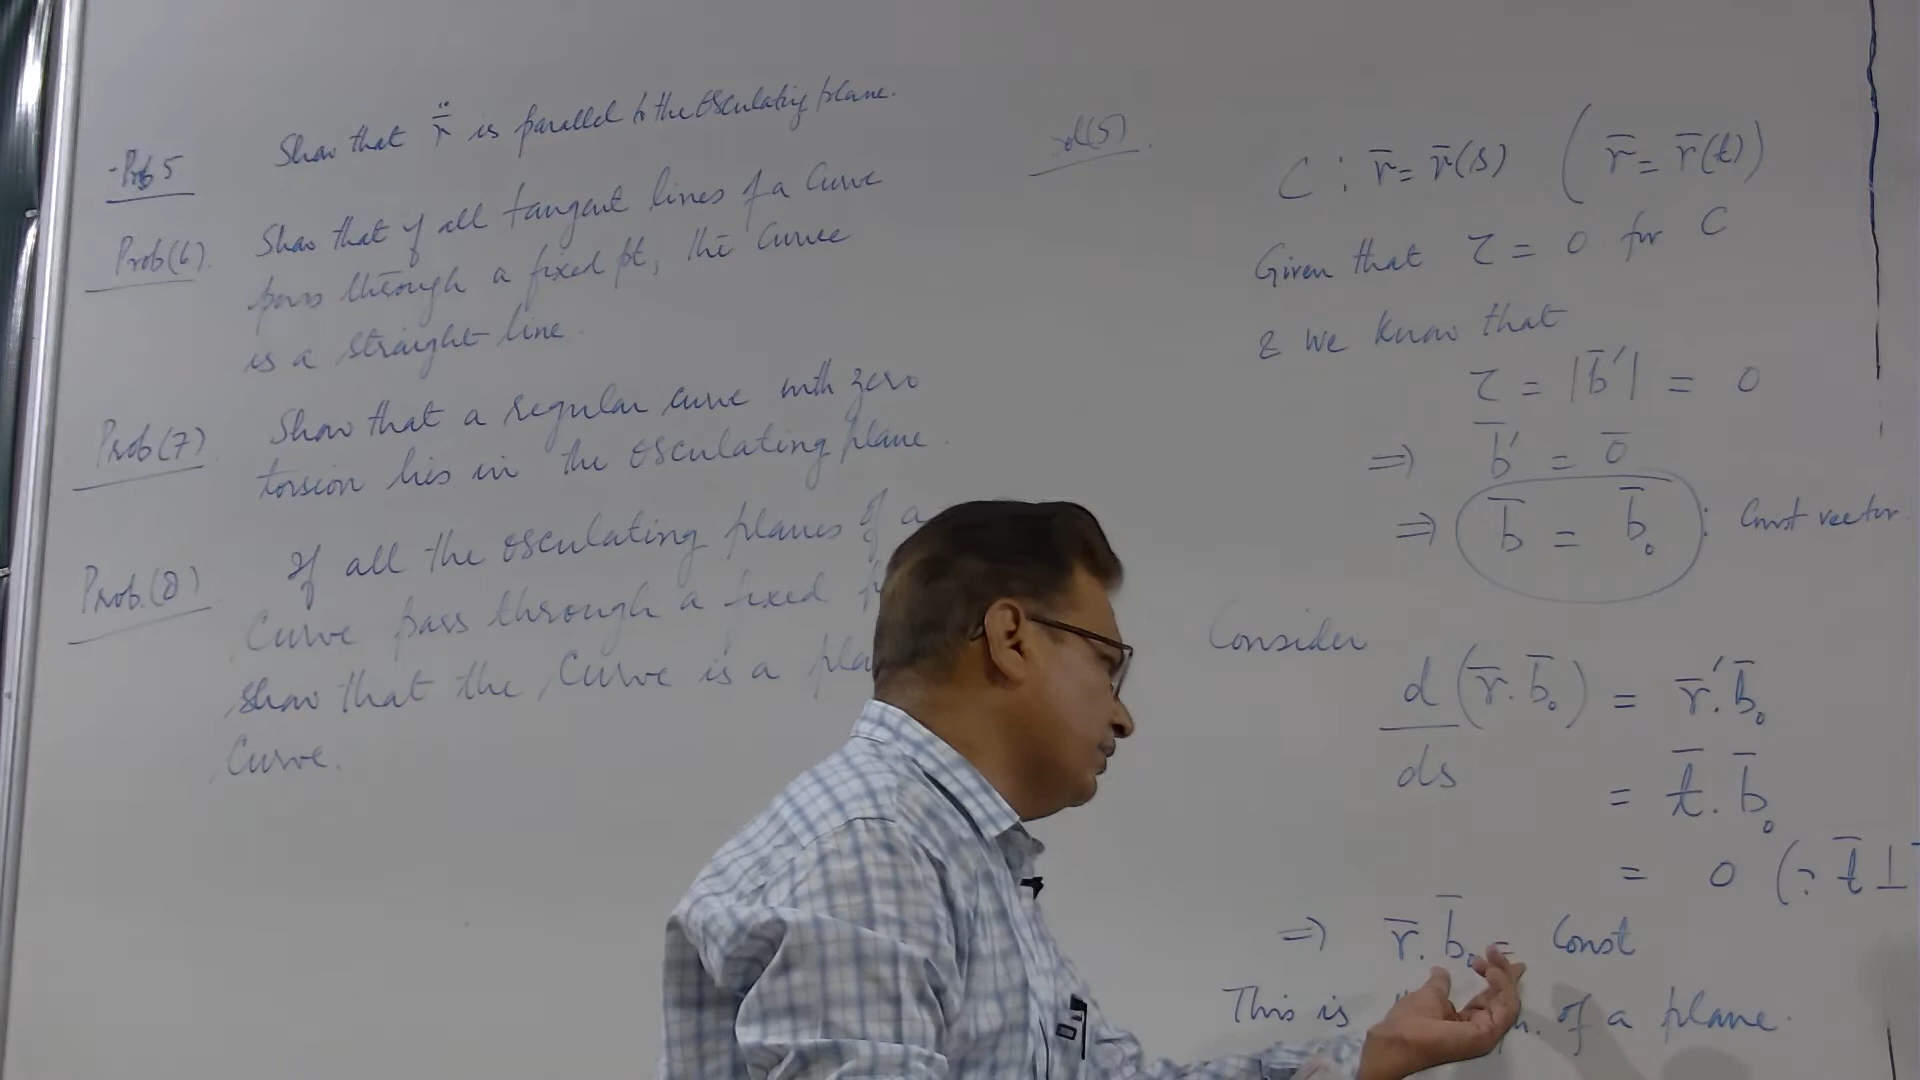 Prob 5 Show that r̈ is parallel to the osculating plane.
Prob(6). Show that if all tangent lines of a curve
pass through a fixed pt, the curve
is a straight line.
Prob(7). Show that a regular curve with zero
torsion lies in the osculating plane.
Prob.(8) If all the osculating planes of a
curve pass through a fixed
show that the curve is a
Curve.
sol(5).
C : r̄ = r̄(s) ( r̄ = r̄(t) )
Given that τ = 0 for C
& we know that
τ = |b̄′| = 0
⇒ b̄′ = 0̄
⇒ b̄ = b̄₀ : Const vector.
Consider
d/ds (r̄.b̄₀) = r̄′.b̄₀
= t̄.b̄₀
= 0 (∵ t̄ ⊥
⇒ r̄.b̄₀ = Const
This is of a plane.